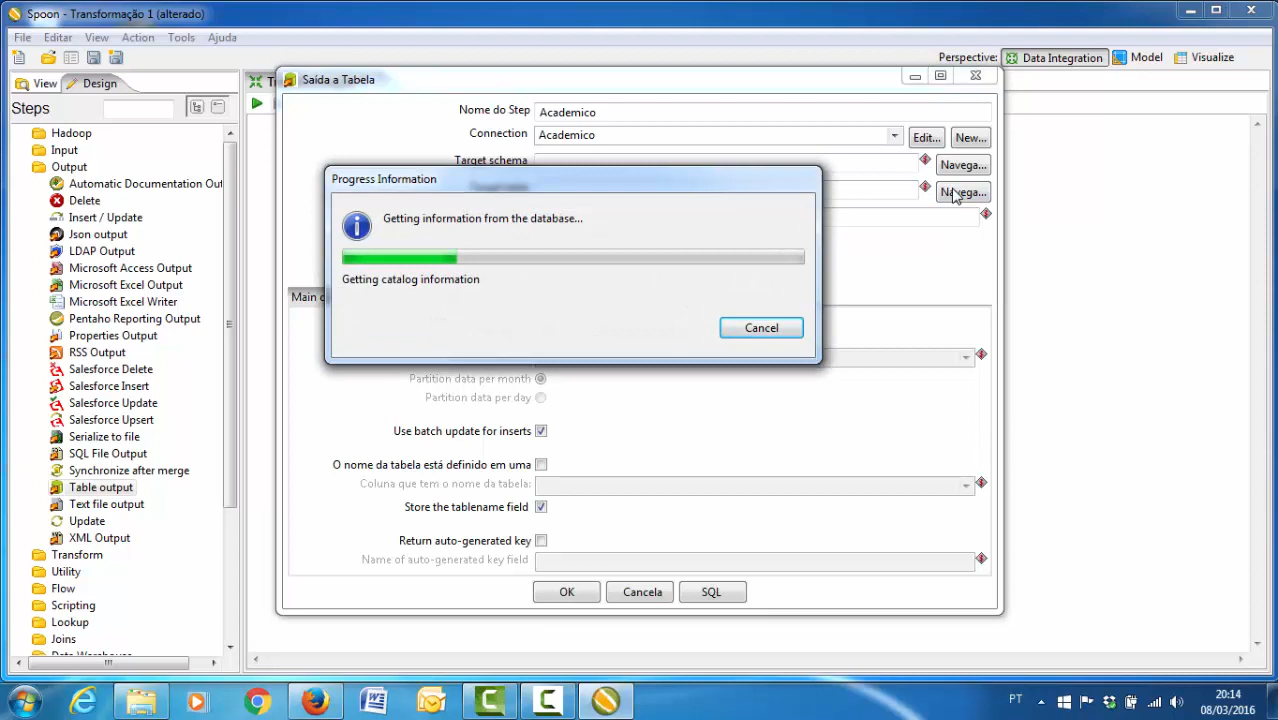 Spoon - Transformação 1 (alterado)
File Editar View Action Tools Ajuda
Perspective: Data Integration Model Visualize
View Design
Steps
Hadoop
Input
Output
Automatic Documentation Out
Delete
Insert / Update
Json output
LDAP Output
Microsoft Access Output
Microsoft Excel Output
Microsoft Excel Writer
Pentaho Reporting Output
Properties Output
RSS Output
Salesforce Delete
Salesforce Insert
Salesforce Update
Salesforce Upsert
Serialize to file
SQL File Output
Synchronize after merge
Table output
Text file output
Update
XML Output
Transform
Utility
Flow
Scripting
Lookup
Joins
Saída a Tabela
Nome do Step Academico
Connection Academico Edit... New...
Target schema Navega...
Target table Navega...
Progress Information
Getting information from the database...
Getting catalog information
Cancel
Main o
Partition data per month
Partition data per day
Use batch update for inserts
O nome da tabela está definido em uma
Coluna que tem o nome da tabela:
Store the tablename field
Return auto-generated key
Name of auto-generated key field
OK Cancela SQL
PT
20:14
08/03/2016